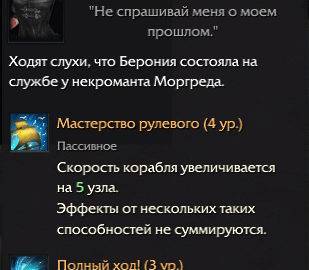 "Не спрашивай меня о моем
прошлом."
Ходят слухи, что Берония состояла на
службе у некроманта Моргреда.
Мастерство рулевого (4 ур.)
Пассивное
Скорость корабля увеличивается
на 5 узла.
Эффекты от нескольких таких
способностей не суммируются.
Полный ход! (3 ур.)